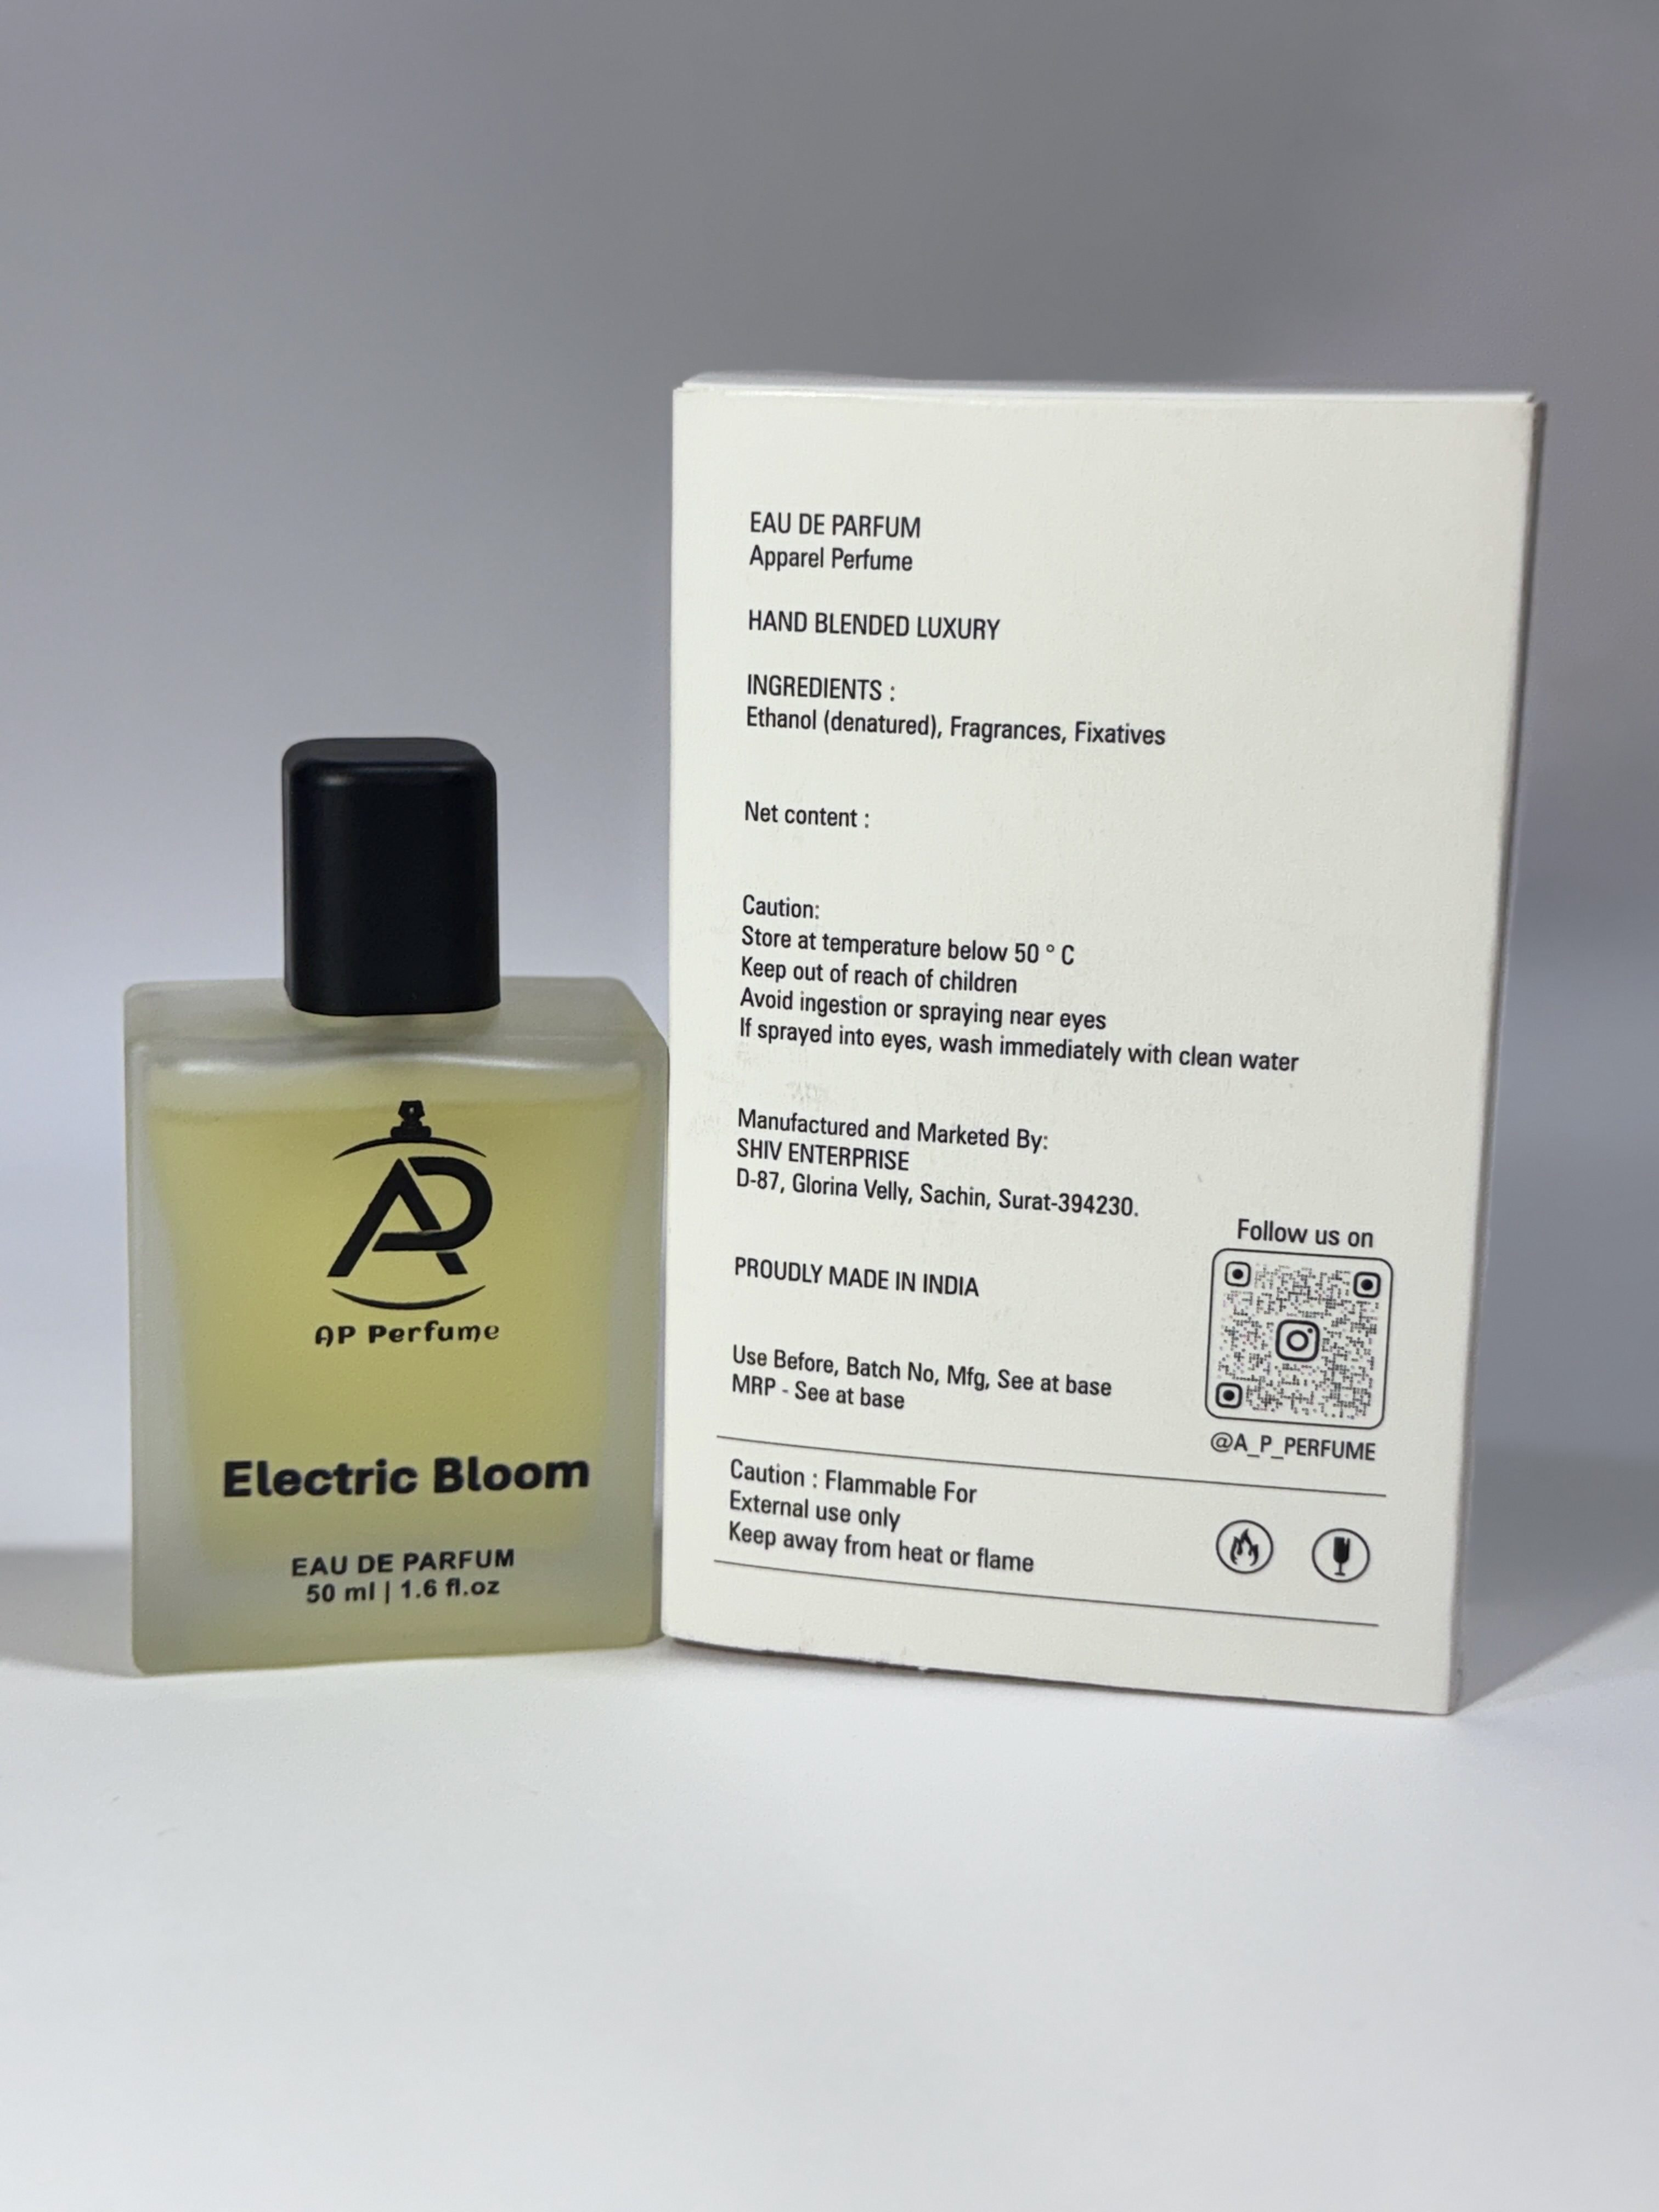 AP
AP Perfume
Electric Bloom
EAU DE PARFUM
50 ml | 1.6 fl.oz
EAU DE PARFUM
Apparel Perfume
HAND BLENDED LUXURY
INGREDIENTS :
Ethanol (denatured), Fragrances, Fixatives
Net content :
Caution:
Store at temperature below 50 ° C
Keep out of reach of children
Avoid ingestion or spraying near eyes
If sprayed into eyes, wash immediately with clean water
Manufactured and Marketed By:
SHIV ENTERPRISE
D-87, Glorina Velly, Sachin, Surat-394230.
PROUDLY MADE IN INDIA
Use Before, Batch No, Mfg, See at base
MRP - See at base
Follow us on
@A_P_PERFUME
Caution : Flammable For
External use only
Keep away from heat or flame